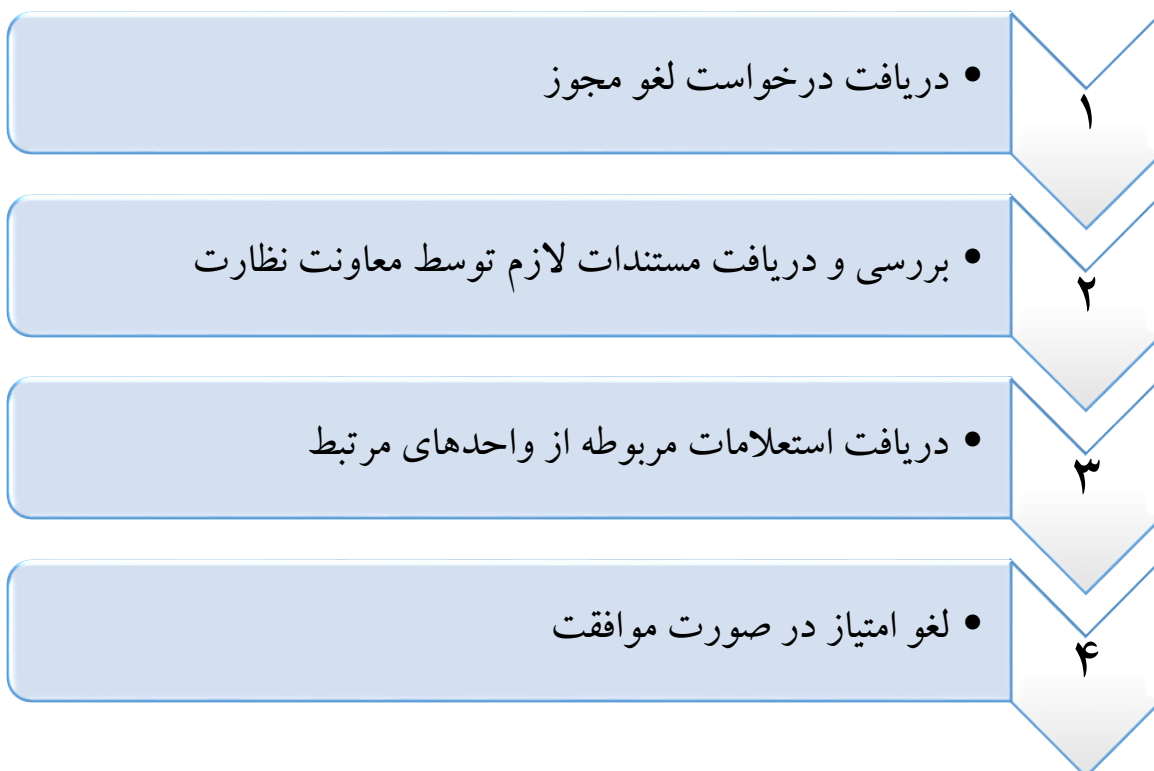 • دریافت درخواست لغو مجوز
۱
• بررسی و دریافت مستندات لازم توسط معاونت نظارت
۲
• دریافت استعلامات مربوطه از واحدهای مرتبط
۳
• لغو امتیاز در صورت موافقت
۴